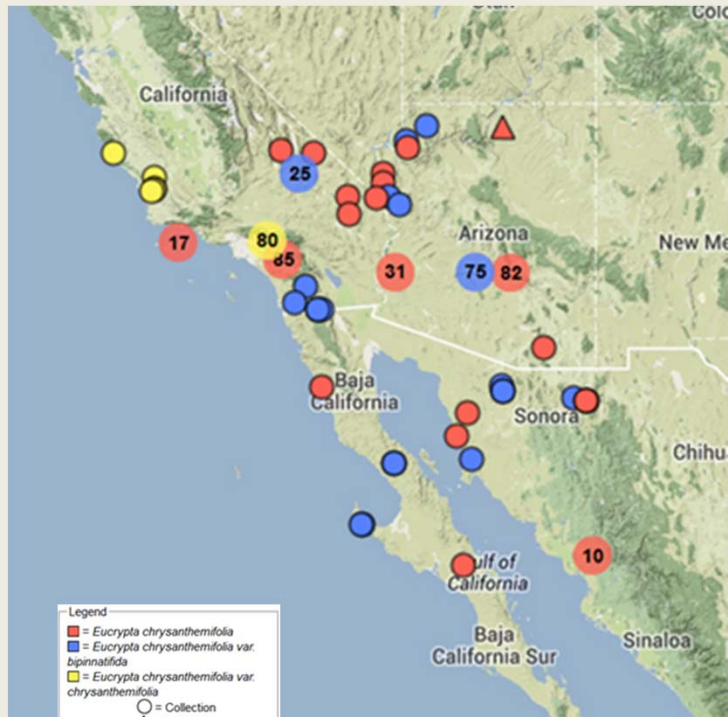 Colo
California
25
Arizona
New Me
17
80
85
31
75
82
Baja
California
Sonora
Chihu
10
ulf of
California
Baja
California Sur
Sinaloa
Legend
= Eucrypta chrysanthemifolia
= Eucrypta chrysanthemifolia var.
bipinnatifida
= Eucrypta chrysanthemifolia var.
chrysanthemifolia
= Collection